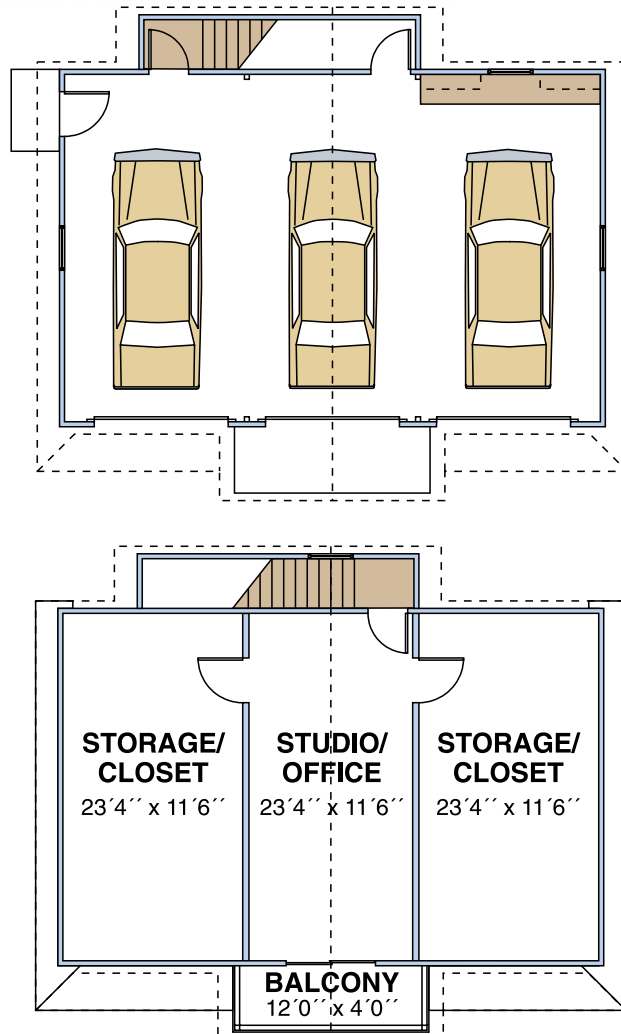 STORAGE/
CLOSET
23´4´´ x 11´6´´
STUDIO/
OFFICE
23´4´´ x 11´6´´
STORAGE/
CLOSET
23´4´´ x 11´6´´
BALCONY
12´0´´ x 4´0´´